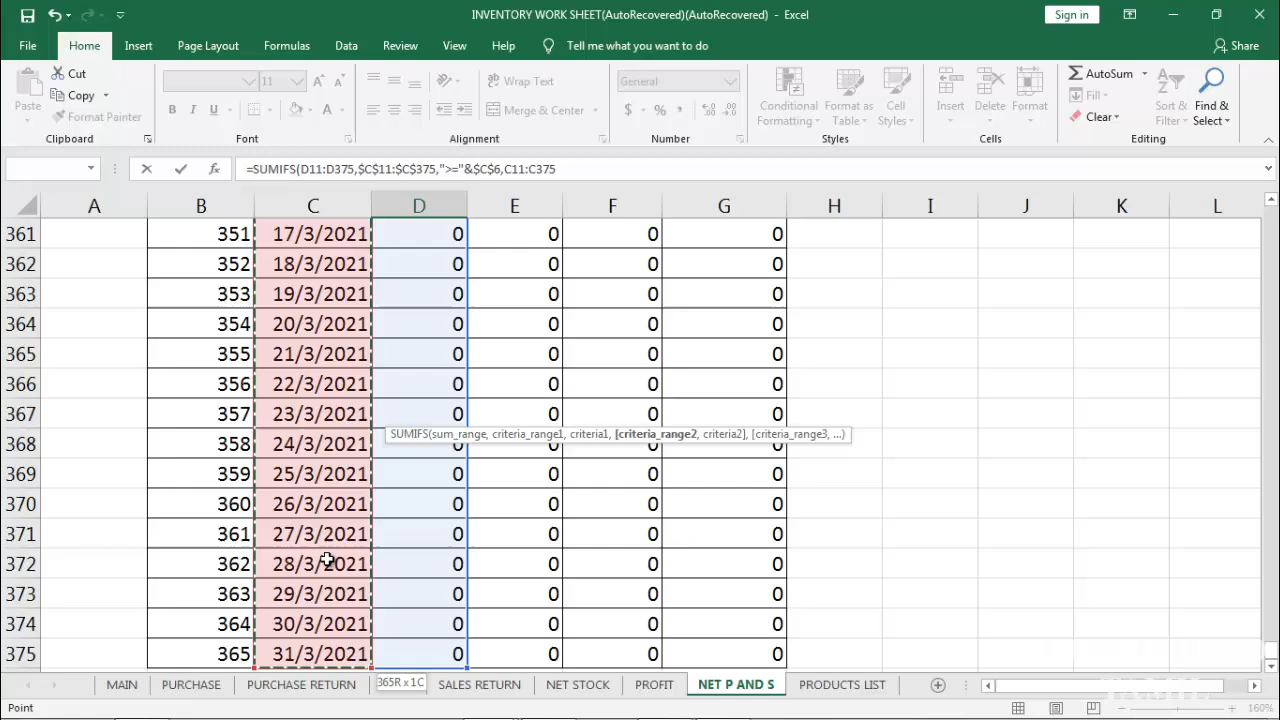 INVENTORY WORK SHEET(AutoRecovered)(AutoRecovered) - Excel
Sign in
File Home Insert Page Layout Formulas Data Review View Help Tell me what you want to do Share
Paste
Cut
Copy
Format Painter
Clipboard
11
B I U
Font
Wrap Text
Merge & Center
Alignment
General
$ % ,
Number
Conditional Formatting
Format as Table
Cell Styles
Styles
Insert
Delete
Format
Cells
AutoSum
Fill
Clear
Sort & Filter
Find & Select
Editing
fx =SUMIFS(D11:D375,$C$11:$C$375,">="&$C$6,C11:C375
A B C D E F G H I J K L
361 351 17/3/2021 0 0 0 0
362 352 18/3/2021 0 0 0 0
363 353 19/3/2021 0 0 0 0
364 354 20/3/2021 0 0 0 0
365 355 21/3/2021 0 0 0 0
366 356 22/3/2021 0 0 0 0
367 357 23/3/2021 0 0 0 0
SUMIFS(sum_range, criteria_range1, criteria1, [criteria_range2, criteria2], [criteria_range3, ...)
368 358 24/3/2021 0 0 0 0
369 359 25/3/2021 0 0 0 0
370 360 26/3/2021 0 0 0 0
371 361 27/3/2021 0 0 0 0
372 362 28/3/2021 0 0 0 0
373 363 29/3/2021 0 0 0 0
374 364 30/3/2021 0 0 0 0
375 365 31/3/2021 0 0 0 0
MAIN PURCHASE PURCHASE RETURN 365R x 1C SALES RETURN NET STOCK PROFIT NET P AND S PRODUCTS LIST
Point
160%